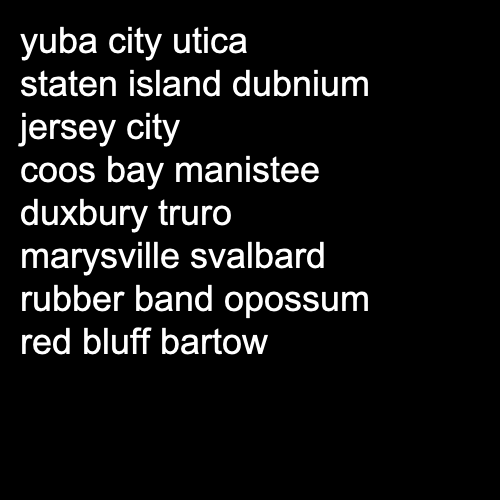 yuba city utica
staten island dubnium
jersey city
coos bay manistee
duxbury truro
marysville svalbard
rubber band opossum
red bluff bartow